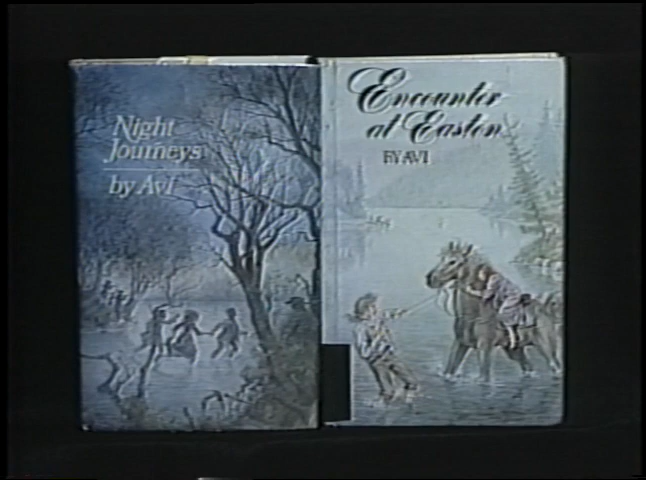 Night
Journeys
by Avi
Encounter
at Easton
BY AVI